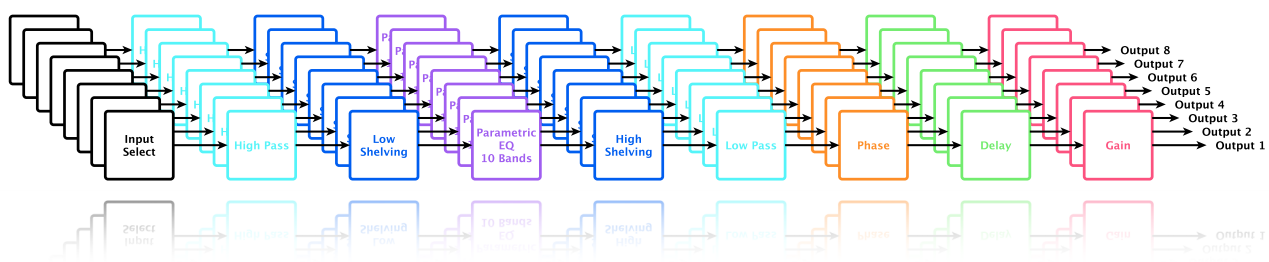 Input
Select
High Pass
Low
Shelving
Parametric
EQ
10 Bands
High
Shelving
Low Pass
Phase
Delay
Gain
Output 8
Output 7
Output 6
Output 5
Output 4
Output 3
Output 2
Output 1